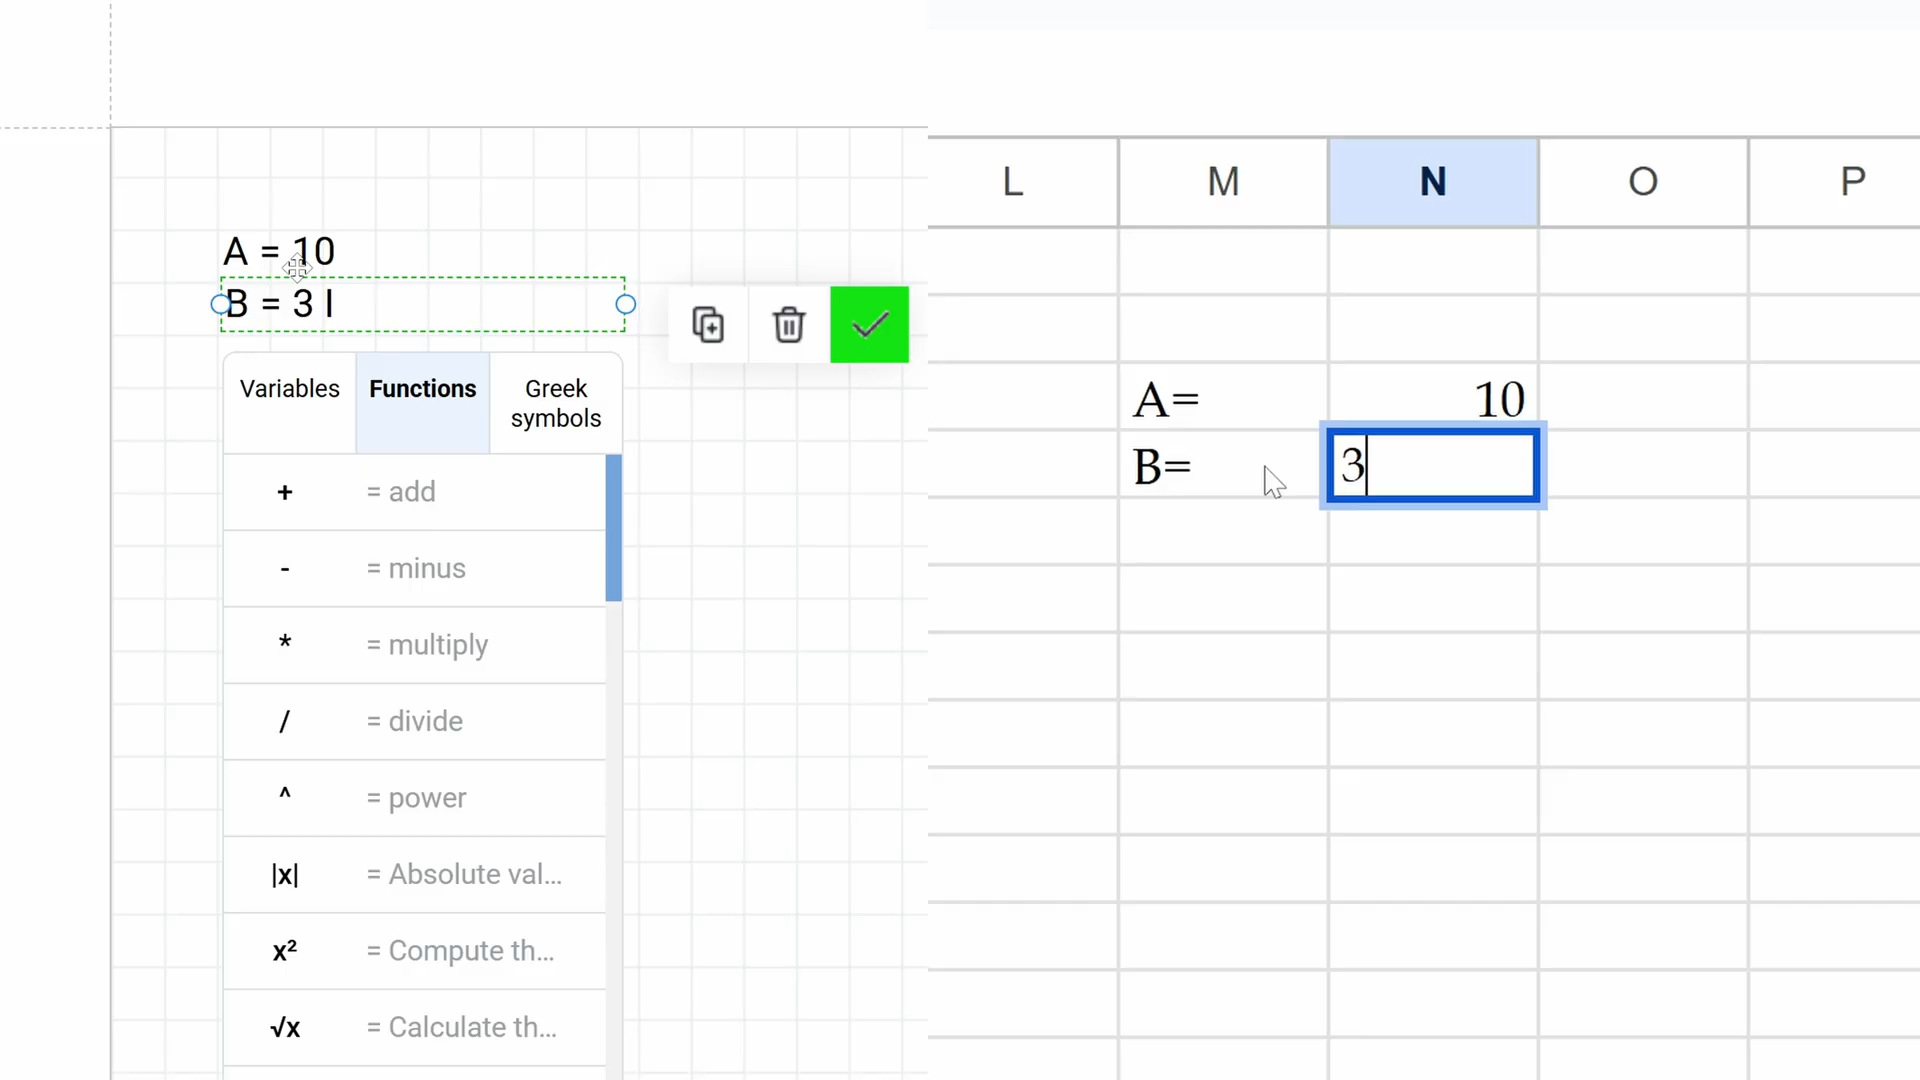 A = 10
B = 3
Variables
Functions
Greek
symbols
+ = add
- = minus
* = multiply
/ = divide
^ = power
|x| = Absolute val...
x² = Compute th...
√x = Calculate th...
L M N O P
A= 10
B= 3